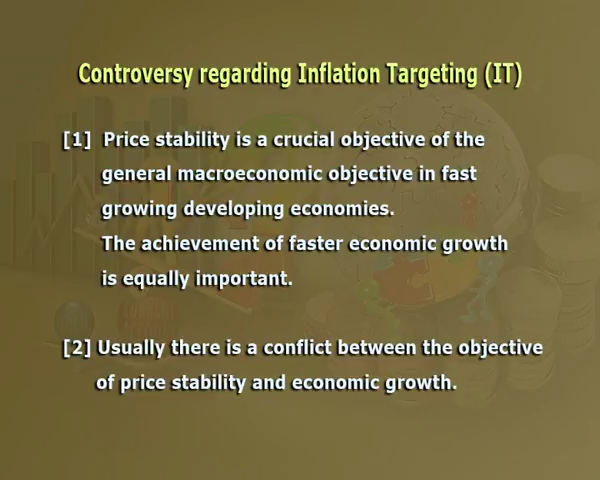 Controversy regarding Inflation Targeting (IT)
[1] Price stability is a crucial objective of the
general macroeconomic objective in fast
growing developing economies.
The achievement of faster economic growth
is equally important.
[2] Usually there is a conflict between the objective
of price stability and economic growth.